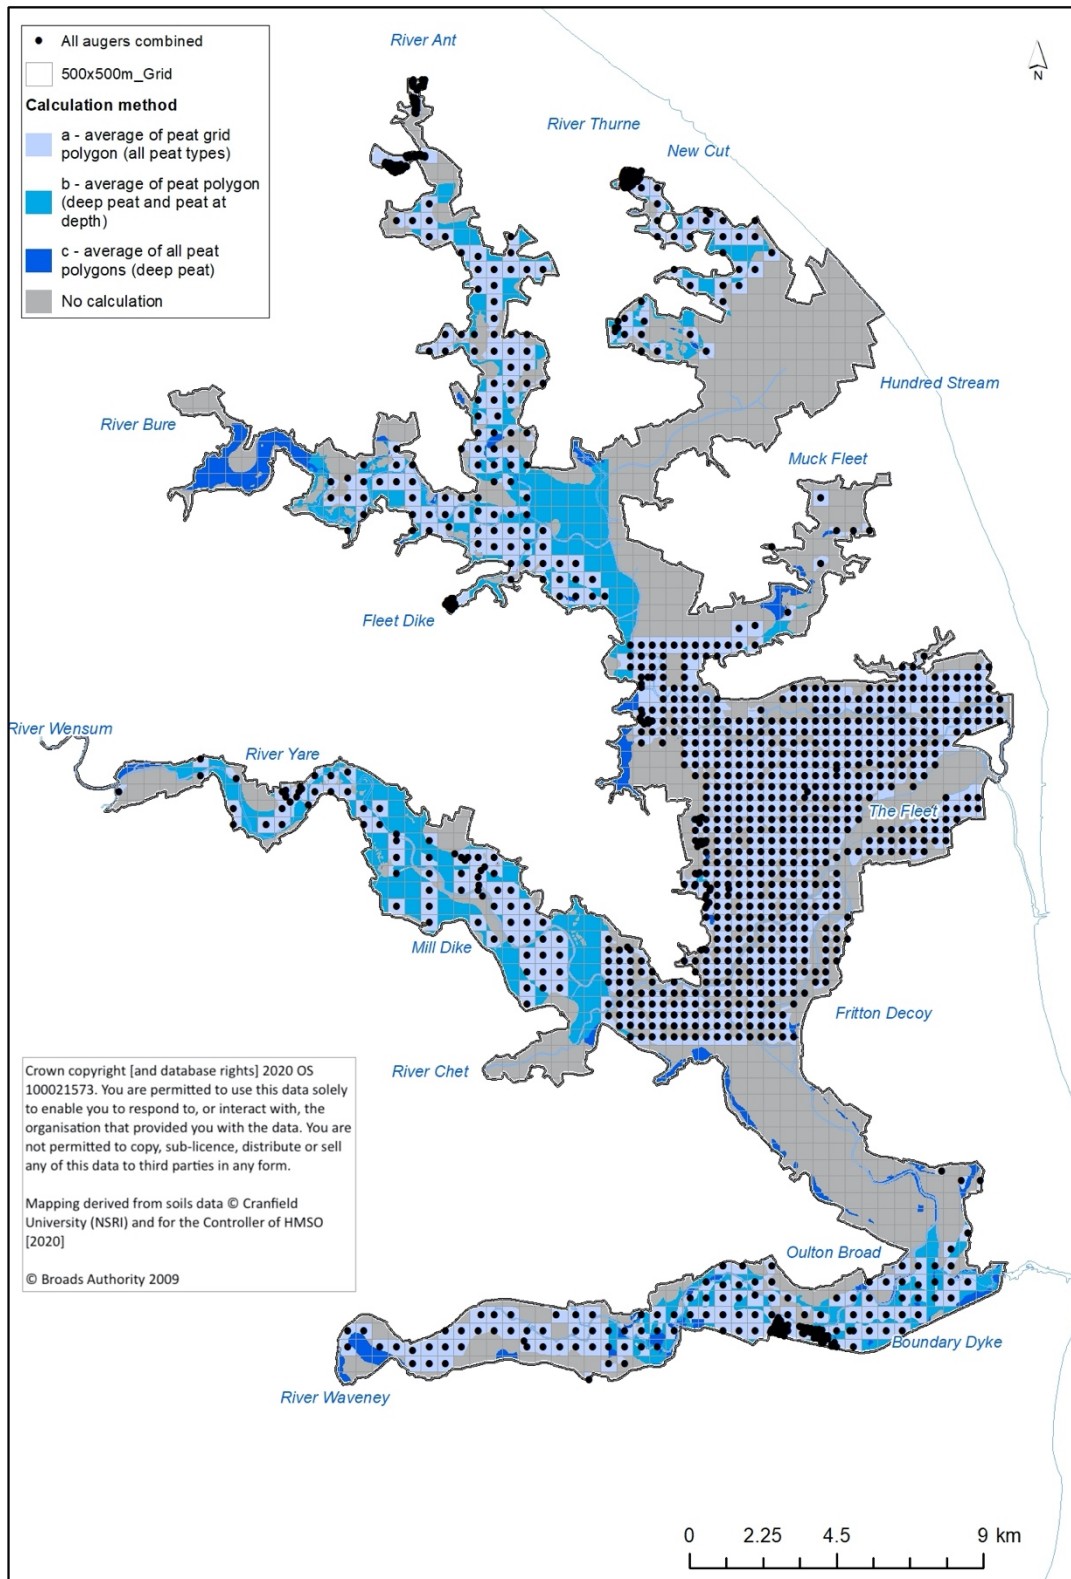 All augers combined
500x500m_Grid
Calculation method
a - average of peat grid
polygon (all peat types)
b - average of peat polygon
(deep peat and peat at
depth)
c - average of all peat
polygons (deep peat)
No calculation
River Ant
N
River Thurne
New Cut
Hundred Stream
River Bure
Muck Fleet
Fleet Dike
River Wensum
River Yare
The Fleet
Mill Dike
Fritton Decoy
River Chet
Crown copyright [and database rights] 2020 OS
100021573. You are permitted to use this data solely
to enable you to respond to, or interact with, the
organisation that provided you with the data. You are
not permitted to copy, sub-licence, distribute or sell
any of this data to third parties in any form.
Mapping derived from soils data © Cranfield
University (NSRI) and for the Controller of HMSO
[2020]
© Broads Authority 2009
Oulton Broad
Boundary Dyke
River Waveney
0 2.25 4.5 9 km